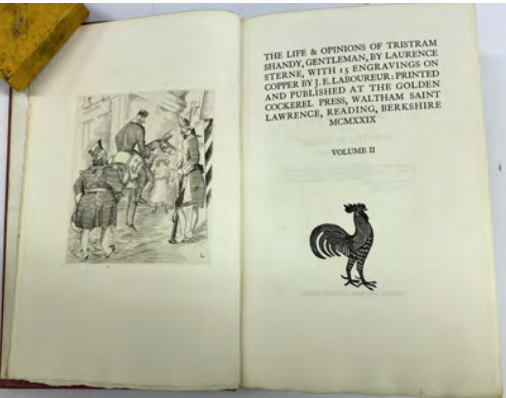 THE LIFE & OPINIONS OF TRISTRAM
SHANDY, GENTLEMAN, BY LAURENCE
STERNE, WITH 15 ENGRAVINGS ON
COPPER BY J. E. LABOUREUR: PRINTED
AND PUBLISHED AT THE GOLDEN
COCKEREL PRESS, WALTHAM SAINT
LAWRENCE, READING, BERKSHIRE
MCMXXIX
VOLUME II
L